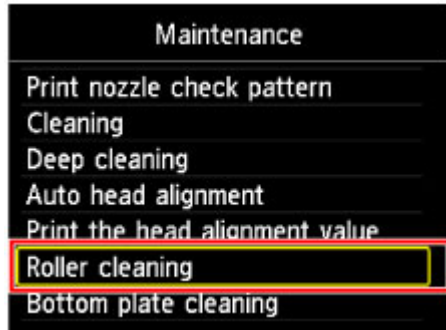 Maintenance
Print nozzle check pattern
Cleaning
Deep cleaning
Auto head alignment
Print the head alignment value
Roller cleaning
Bottom plate cleaning